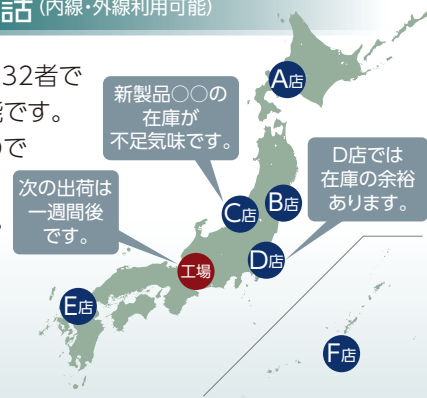 話(内線・外線利用可能)
32者で
能です。
ので
新製品○○の
在庫が
不足気味です。
次の出荷は
一週間後
です。
D店では
在庫の余裕
あります。
A店
B店
C店
D店
工場
E店
F店